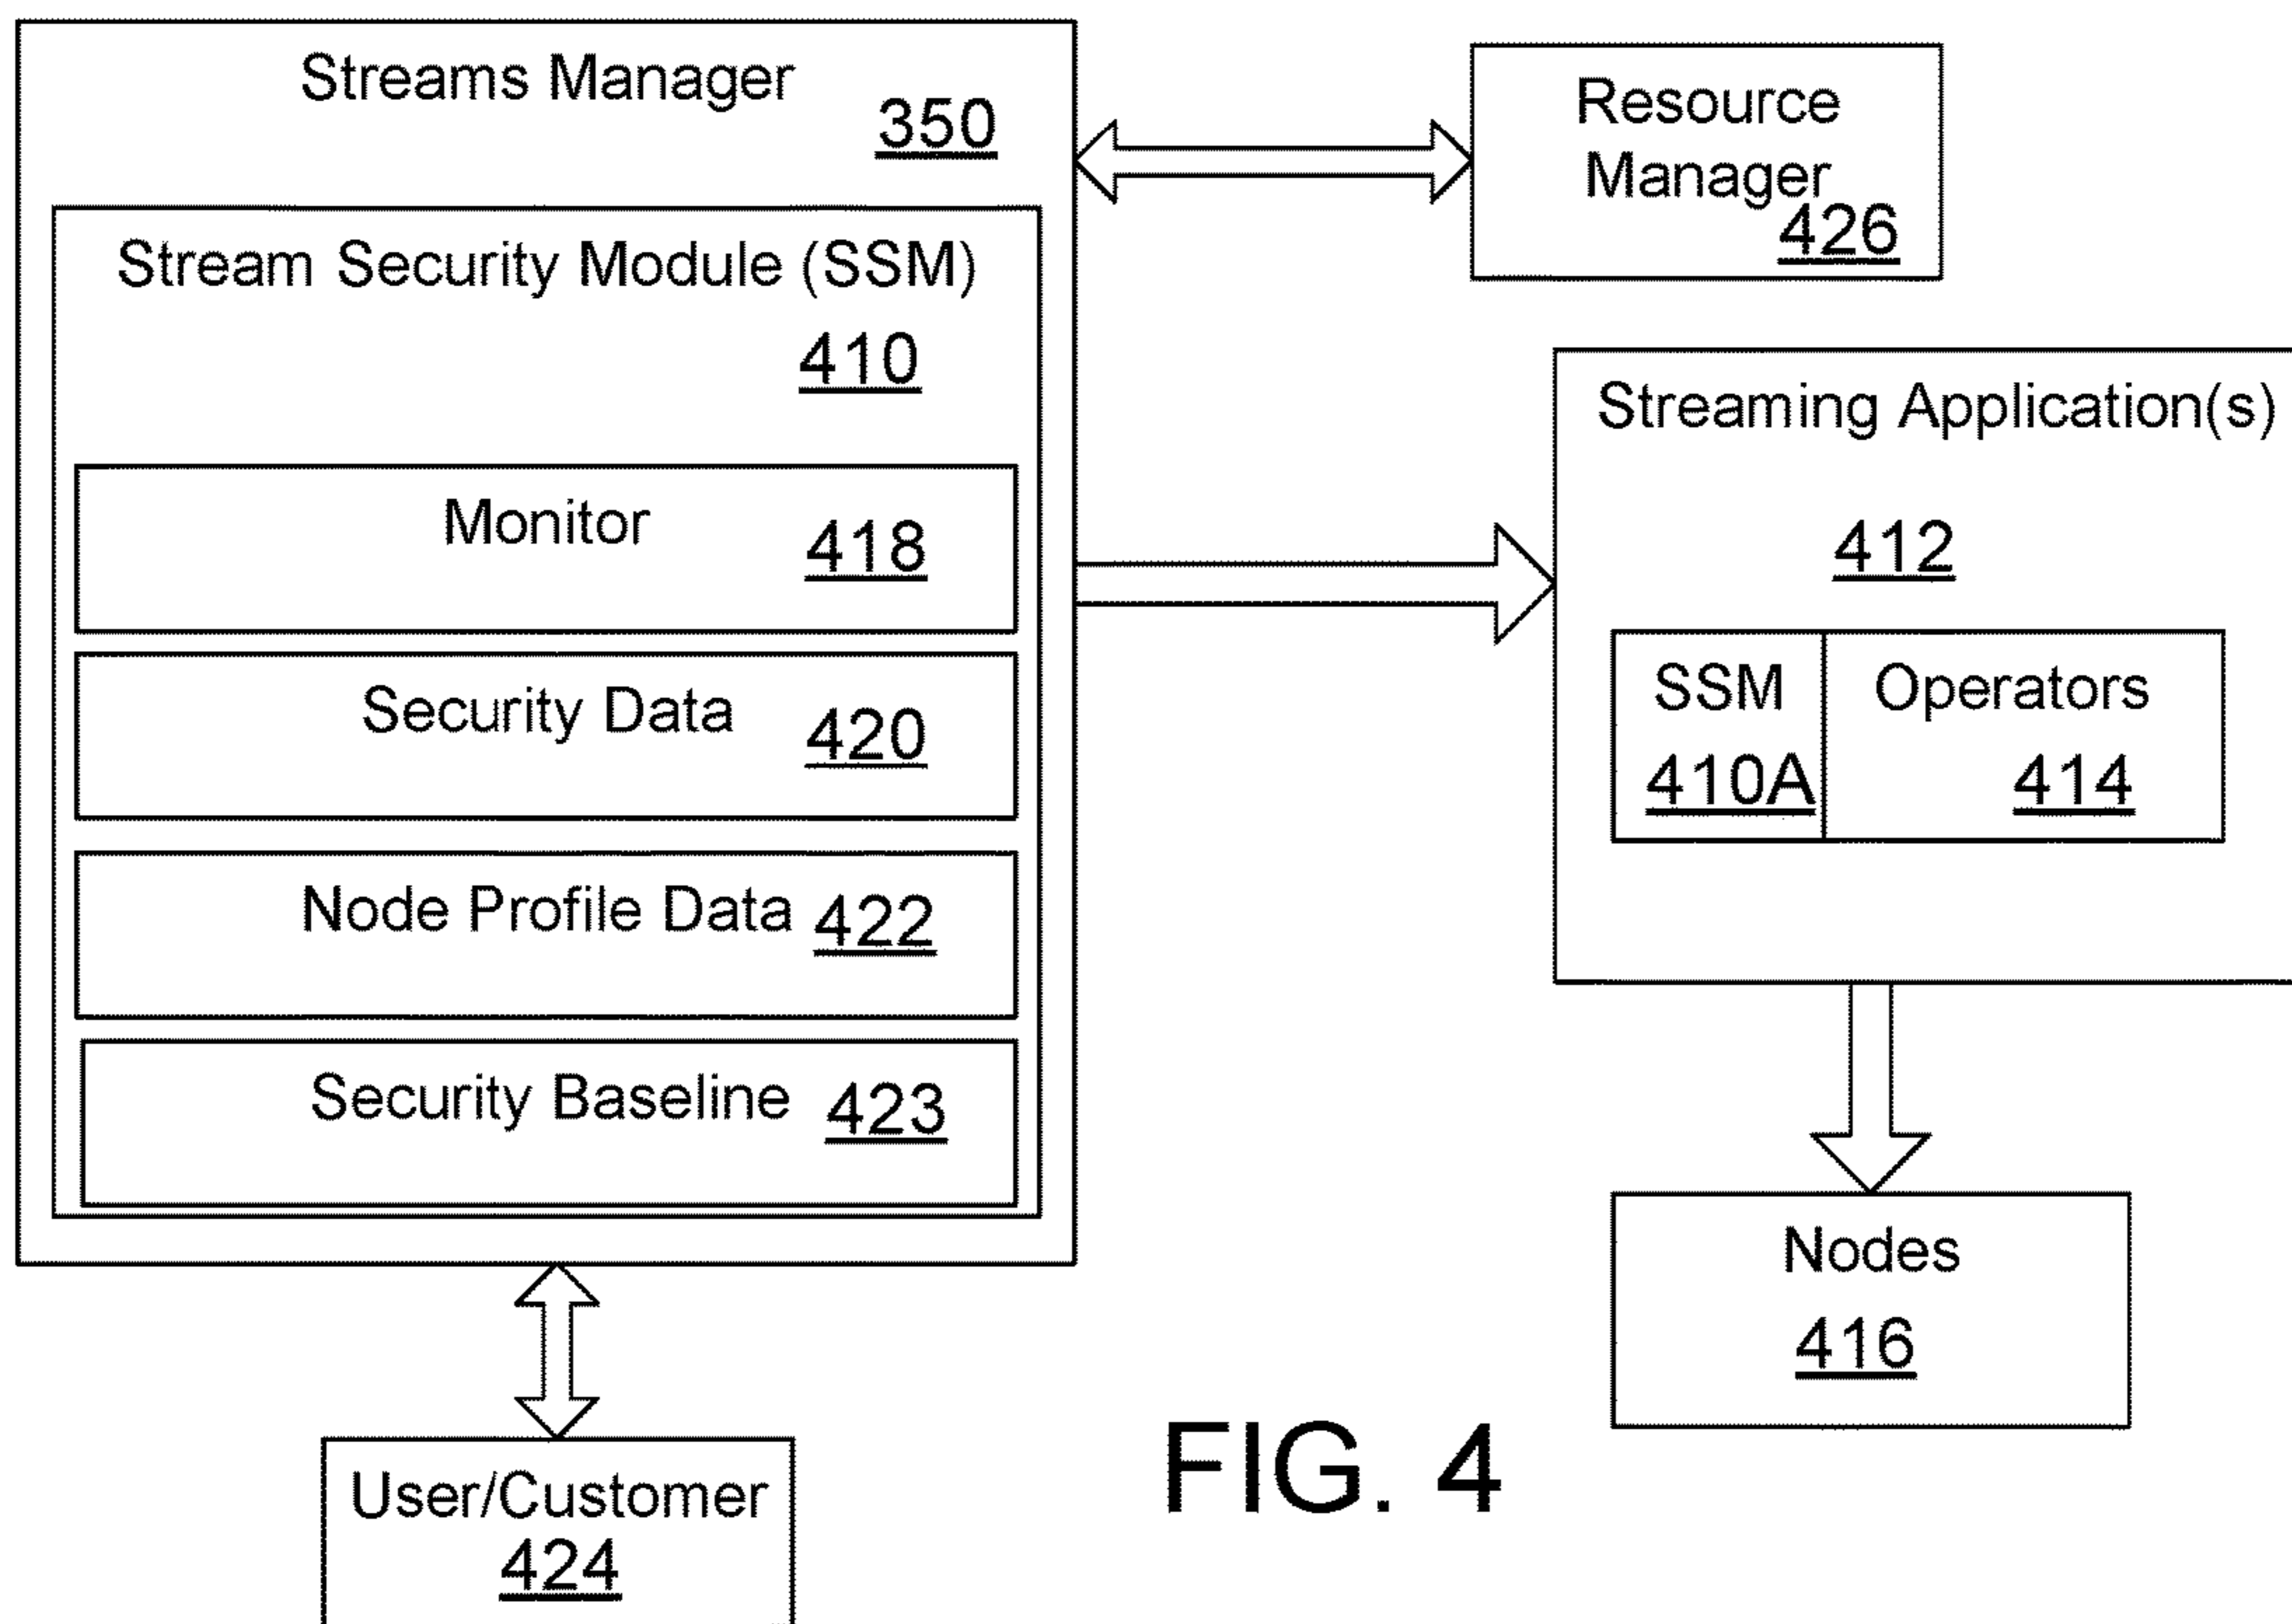 Streams Manager
350
Stream Security Module (SSM)
410
Monitor
418
Security Data
420
Node Profile Data
422
Security Baseline
423
User/Customer
424
Resource
Manager
426
Streaming Application(s)
412
SSM
410A
Operators
414
Nodes
416
FIG. 4